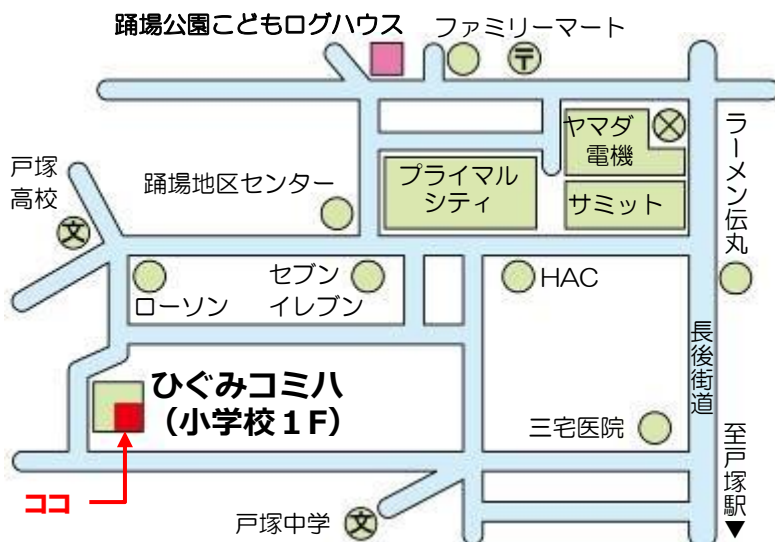 踊場公園こどもログハウス
ファミリーマート
〒
ヤマダ
電機
ラーメン伝丸
戸塚
高校
文
踊場地区センター
プライマル
シティ
サミット
ローソン
セブン
イレブン
HAC
長後街道
ひぐみコミハ
(小学校1F)
三宅医院
至戸塚駅▼
ココ
戸塚中学
文